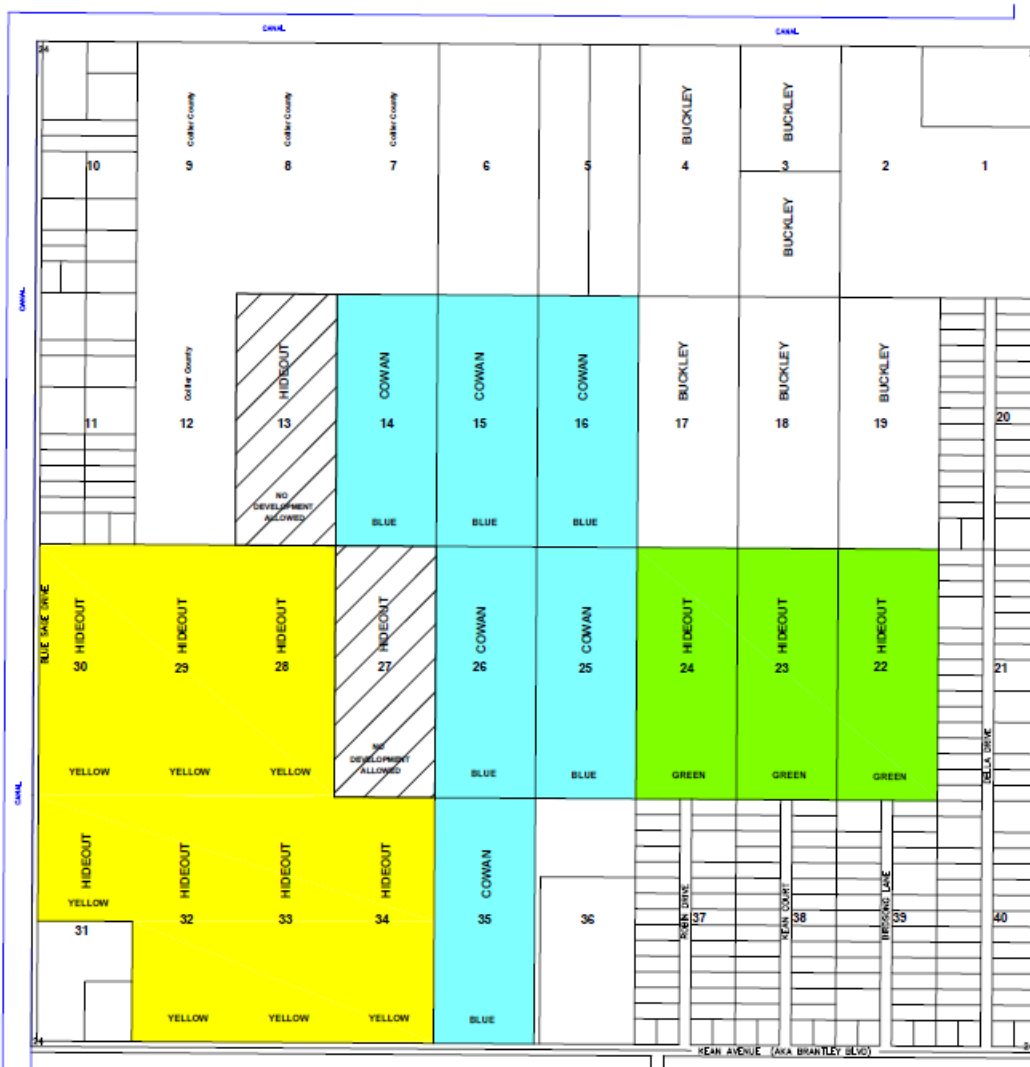 CANAL
CANAL
24
Collier County
Collier County
Collier County
BUCKLEY
BUCKLEY
10
9
8
7
6
5
4
3
2
1
BUCKLEY
CANAL
Collier County
HIDEOUT
COWAN
COWAN
COWAN
BUCKLEY
BUCKLEY
BUCKLEY
11
12
13
14
15
16
17
18
19
20
NO
DEVELOPMENT
ALLOWED
BLUE
BLUE
BLUE
BLUE SAGE DRIVE
HIDEOUT
HIDEOUT
HIDEOUT
HIDEOUT
COWAN
COWAN
HIDEOUT
HIDEOUT
HIDEOUT
30
29
28
27
26
25
24
23
22
21
NO
DEVELOPMENT
ALLOWED
YELLOW
YELLOW
YELLOW
BLUE
BLUE
GREEN
GREEN
GREEN
DELLA DRIVE
CANAL
HIDEOUT
HIDEOUT
HIDEOUT
HIDEOUT
COWAN
YELLOW
31
32
33
34
35
36
ROBIN DRIVE
37
KEAN COURT
38
BIRDSONG LANE
39
40
YELLOW
YELLOW
YELLOW
BLUE
24
KEAN AVENUE (AKA BRANTLEY BLVD)